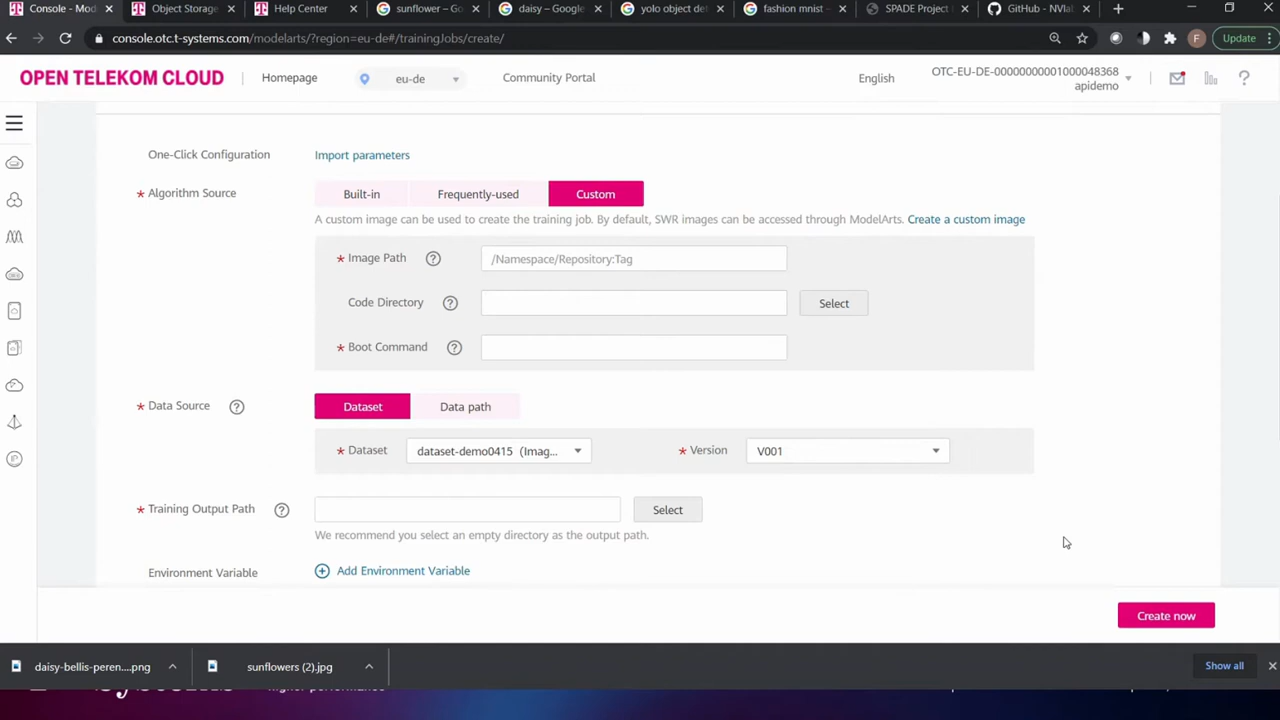 Console - Mod
Object Storage
Help Center
sunflower – Go
daisy – Google
yolo object det
fashion mnist –
SPADE Project
GitHub - NVlab
console.otc.t-systems.com/modelarts/?region=eu-de#/trainingJobs/create/
F
Update
OPEN TELEKOM CLOUD
Homepage
eu-de
Community Portal
English
OTC-EU-DE-00000000001000048368
apidemo
One-Click Configuration
Import parameters
* Algorithm Source
Built-in
Frequently-used
Custom
A custom image can be used to create the training job. By default, SWR images can be accessed through ModelArts. Create a custom image
* Image Path
/Namespace/Repository:Tag
Code Directory
Select
* Boot Command
* Data Source
Dataset
Data path
* Dataset
dataset-demo0415 (Imag...
* Version
V001
* Training Output Path
Select
We recommend you select an empty directory as the output path.
Environment Variable
Add Environment Variable
Create now
daisy-bellis-peren....png
sunflowers (2).jpg
Show all